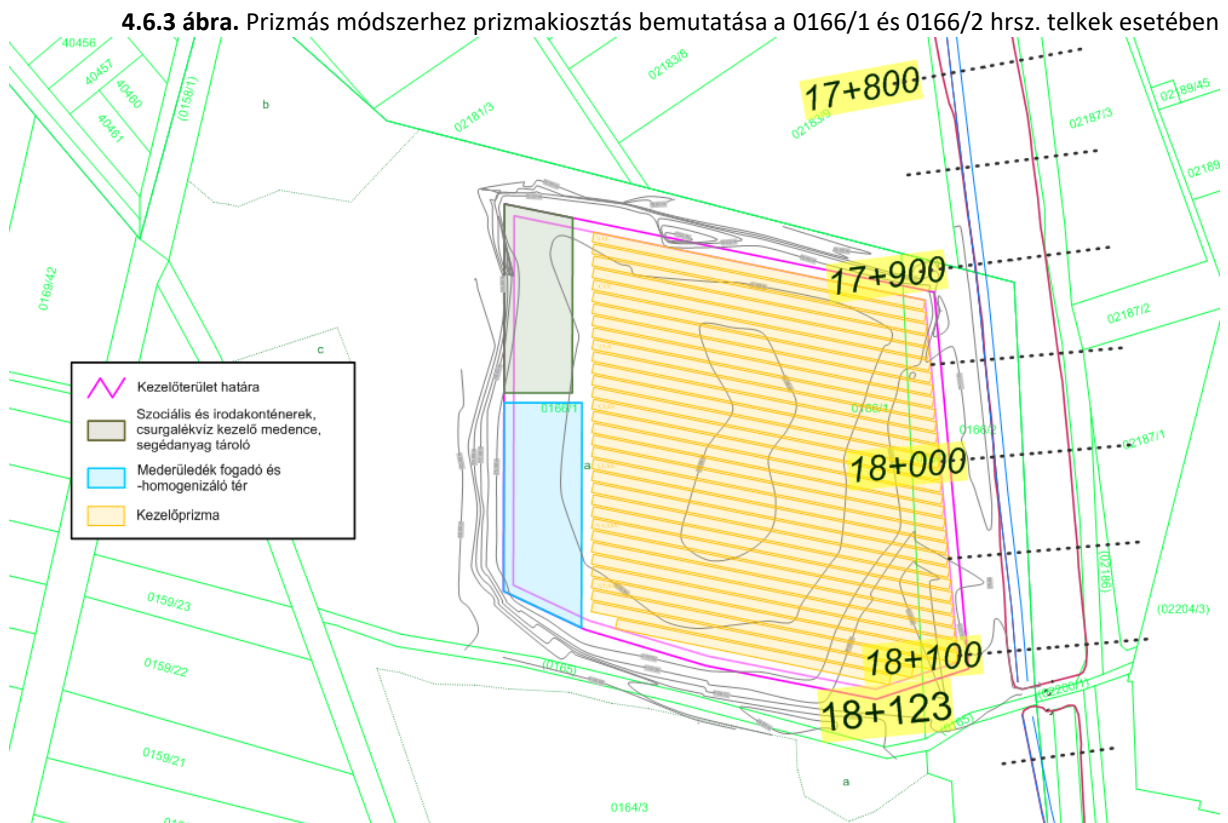 4.6.3 ábra. Prizmás módszerhez prizmakiosztás bemutatása a 0166/1 és 0166/2 hrsz. telkek esetében
40456
40457
40460
40461
(0158/1)
b
02181/3
02183/8
02183/9
17+800
02187/3
02189/45
0169/42
17+900
02187/2
c
Kezelőterület határa
Szociális és irodakonténerek,
csurgalékvíz kezelő medence,
segédanyag tároló
Mederüledék fogadó és
-homogenizáló tér
Kezelőprizma
0166/1
0166/1
0166/2
02187/1
a
18+000
(02186)
0159/23
(02204/3)
0159/22
(0165)
18+100
(02200/1)
18+123
(0165)
0159/21
a
0164/3